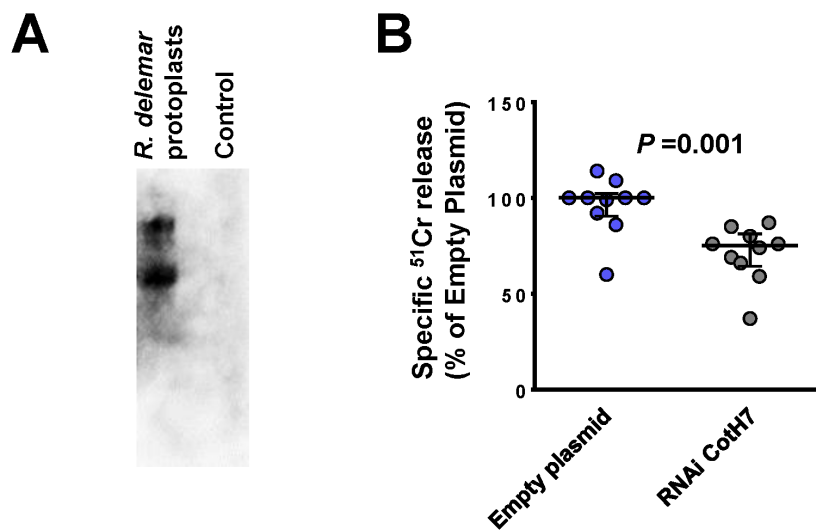 A
R. delemar
protoplasts
Control
B
Specific ⁵¹Cr release
(% of Empty Plasmid)
150
100
50
0
P =0.001
Empty plasmid
RNAi CotH7